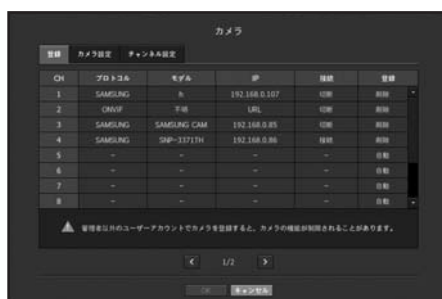 カメラ
登録 カメラ設定 チャンネル設定
CH プロトコル モデル IP 接続 登録
1 SAMSUNG h 192.168.0.107 切断 削除
2 ONVIF 不明 URL 切断 削除
3 SAMSUNG SAMSUNG CAM 192.168.0.85 切断 削除
4 SAMSUNG SNP-3371TH 192.168.0.86 接続 削除
5 - - - - 自動
6 - - - - 自動
7 - - - - 自動
8 - - - - 自動
管理者以外のユーザーアカウントでカメラを登録すると、カメラの機能が制限されることがあります。
< 1/2 >
OK キャンセル